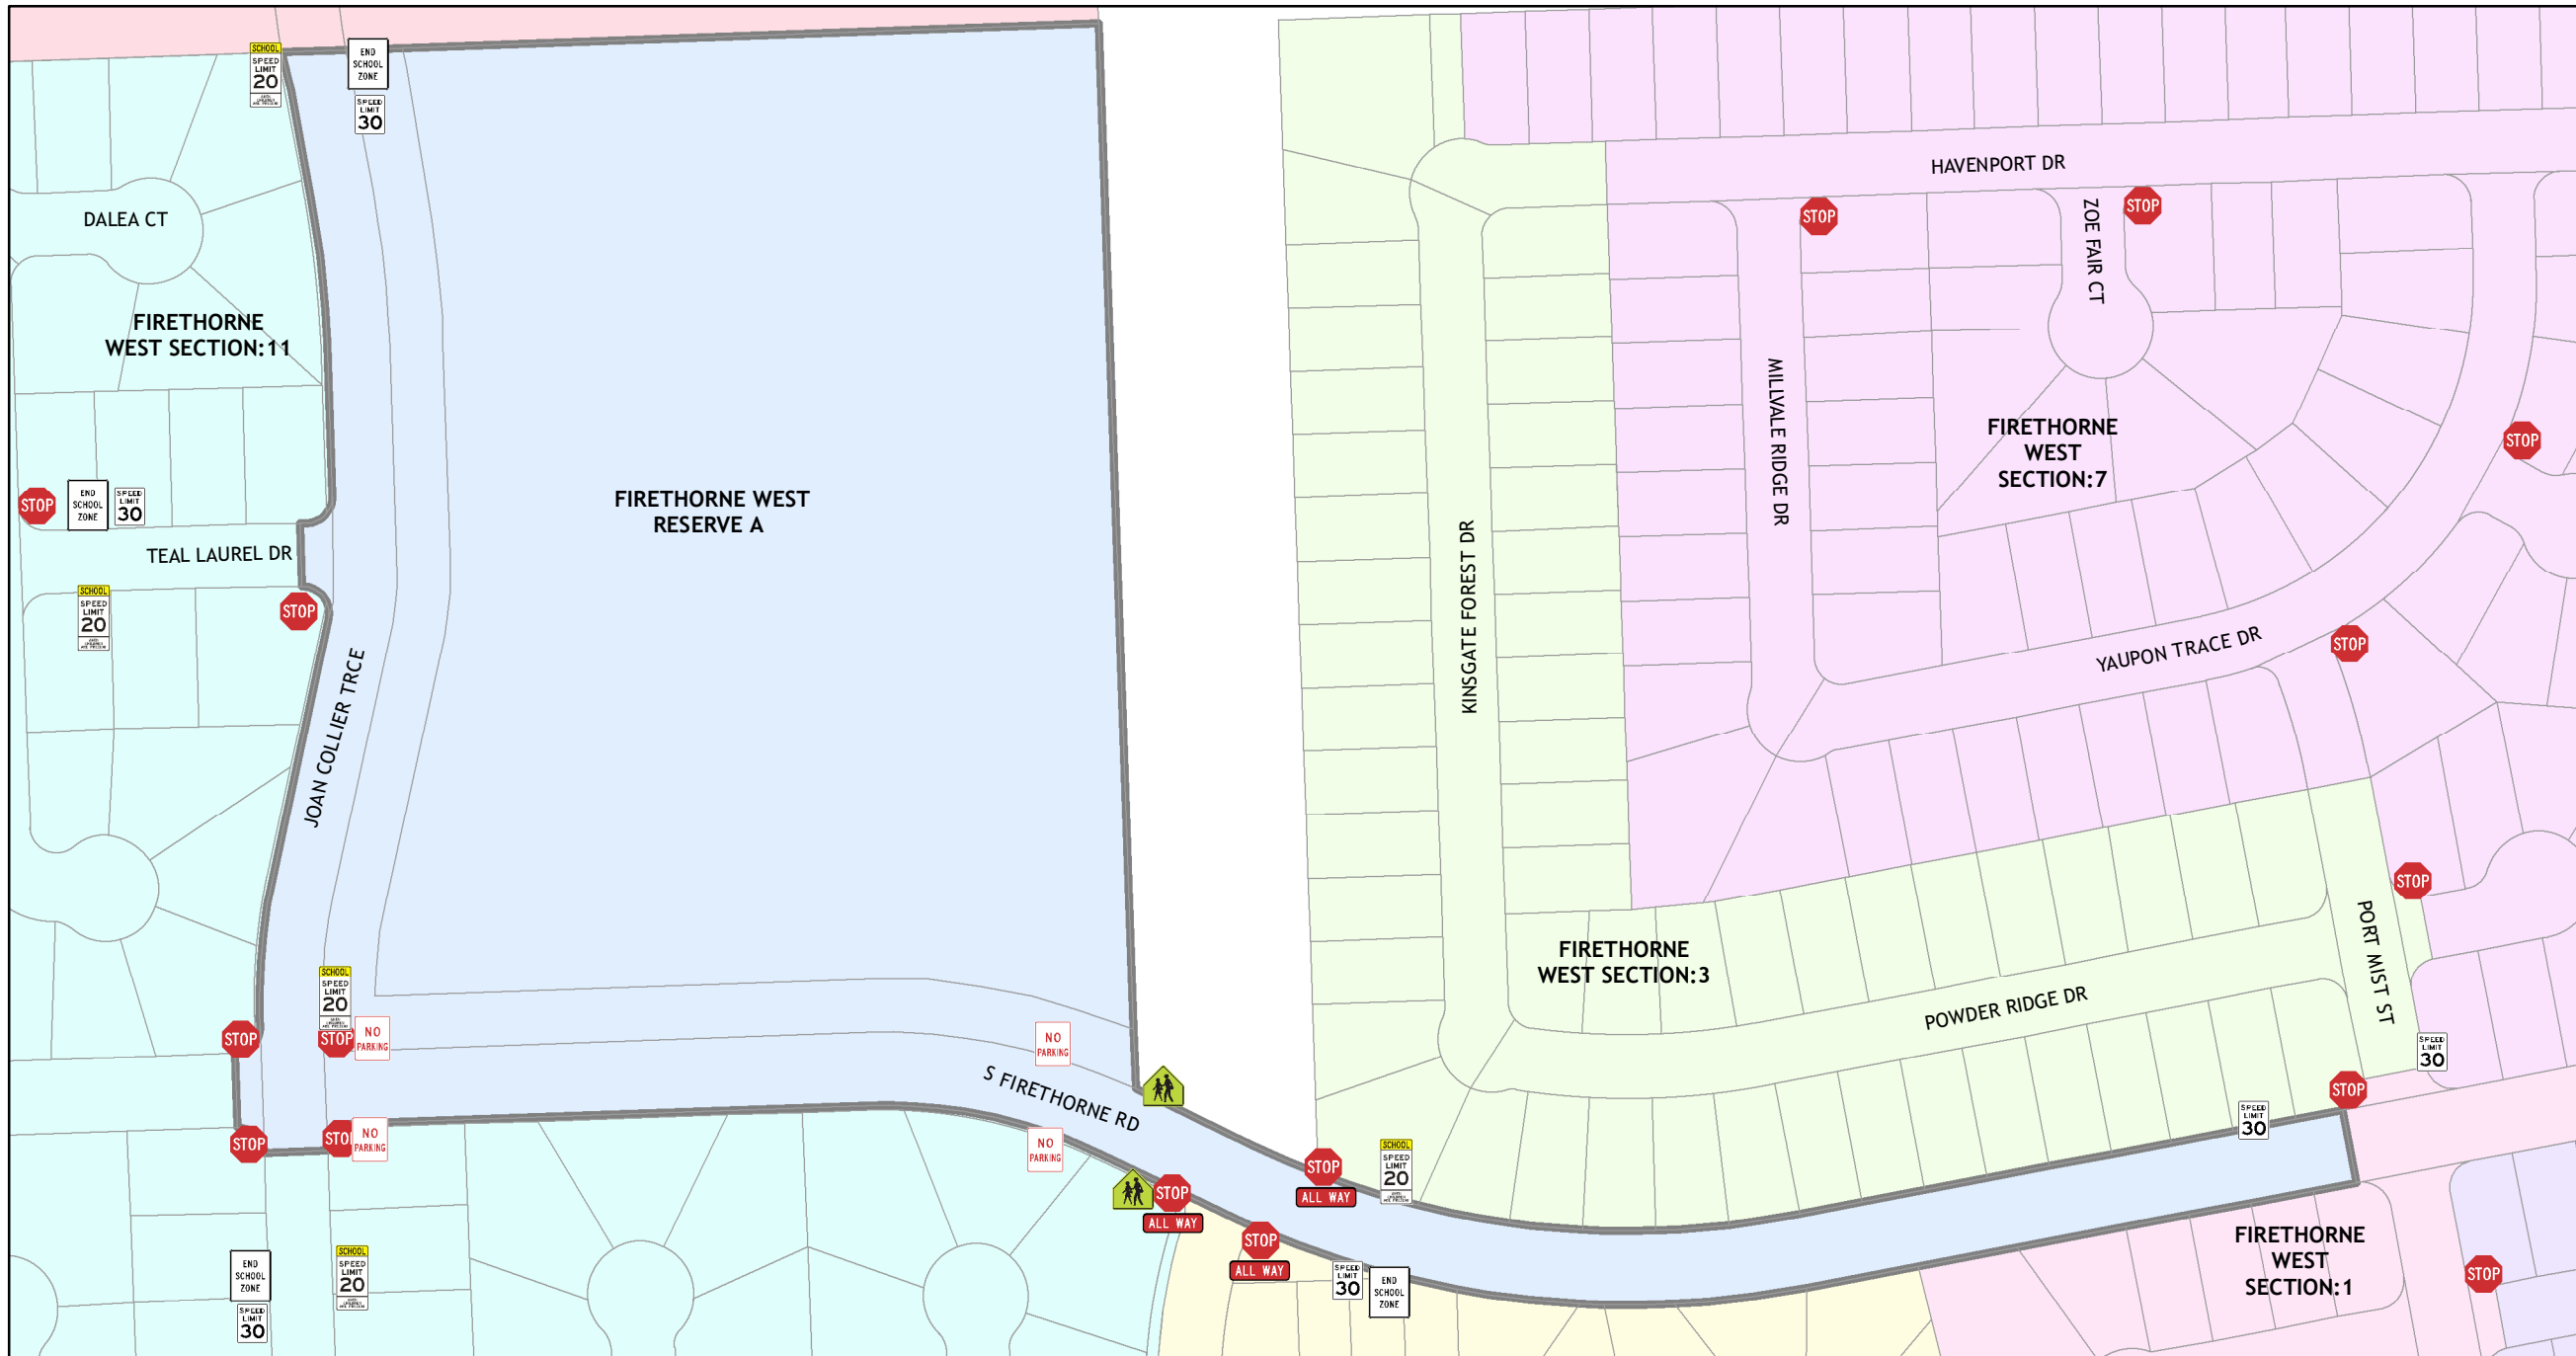 SCHOOL
SPEED
LIMIT
20
END
SCHOOL
ZONE
SPEED
LIMIT
30
HAVENPORT DR
STOP
STOP
ZOE FAIR CT
DALEA CT
FIRETHORNE
WEST SECTION:11
MILLVALE RIDGE DR
FIRETHORNE
WEST
SECTION:7
STOP
STOP
END
SCHOOL
ZONE
SPEED
LIMIT
30
FIRETHORNE WEST
RESERVE A
KINSGATE FOREST DR
TEAL LAUREL DR
SCHOOL
SPEED
LIMIT
20
STOP
YAUPON TRACE DR
STOP
JOAN COLLIER TRCE
STOP
FIRETHORNE
WEST SECTION:3
PORT MIST ST
POWDER RIDGE DR
SCHOOL
SPEED
LIMIT
20
STOP
STOP
NO
PARKING
NO
PARKING
SPEED
LIMIT
30
S FIRETHORNE RD
STOP
SPEED
LIMIT
30
STOP
STOP
NO
PARKING
NO
PARKING
STOP
ALL WAY
STOP
ALL WAY
SCHOOL
SPEED
LIMIT
20
STOP
ALL WAY
SPEED
LIMIT
30
END
SCHOOL
ZONE
FIRETHORNE
WEST
SECTION:1
STOP
END
SCHOOL
ZONE
SPEED
LIMIT
30
SCHOOL
SPEED
LIMIT
20